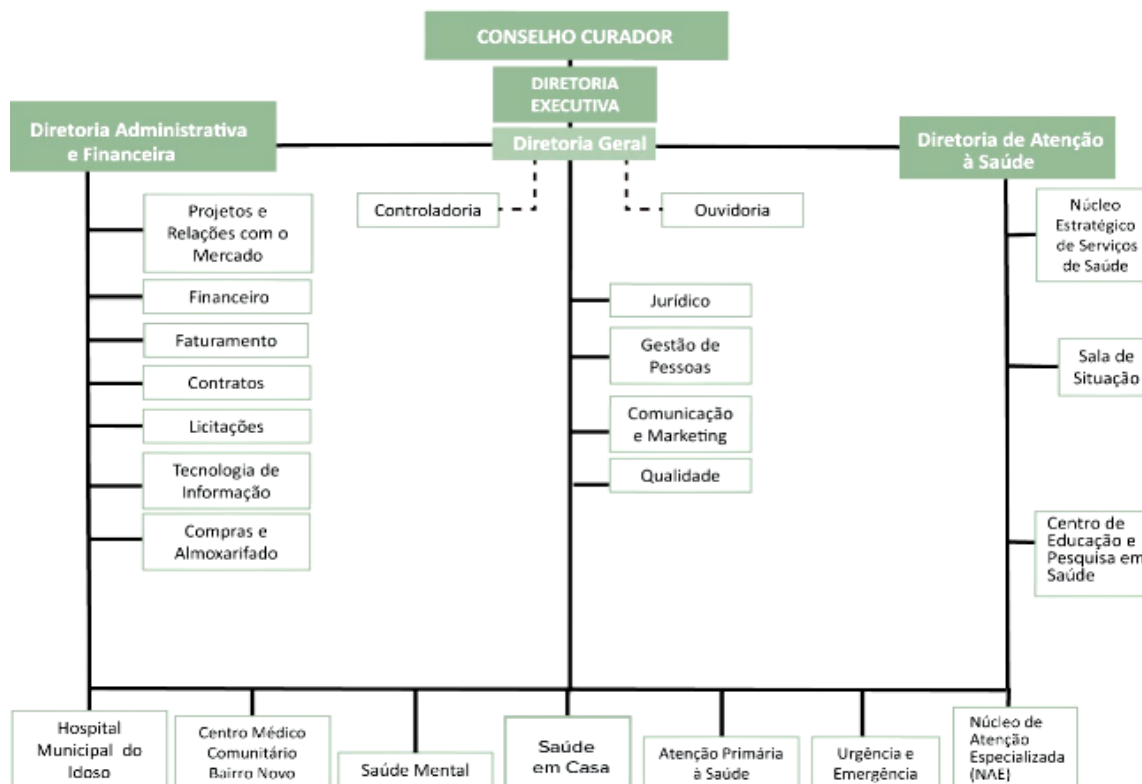 CONSELHO CURADOR
DIRETORIA
EXECUTIVA
Diretoria Geral
Diretoria Administrativa
e Financeira
Diretoria de Atenção
à Saúde
Controladoria
Ouvidoria
Projetos e
Relações com o
Mercado
Financeiro
Faturamento
Contratos
Licitações
Tecnologia de
Informação
Compras e
Almoxarifado
Jurídico
Gestão de
Pessoas
Comunicação
e Marketing
Qualidade
Núcleo
Estratégico
de Serviços
de Saúde
Sala de
Situação
Centro de
Educação e
Pesquisa em
Saúde
Hospital
Municipal do
Idoso
Centro Médico
Comunitário
Bairro Novo
Saúde Mental
Saúde
em Casa
Atenção Primária
à Saúde
Urgência e
Emergência
Núcleo de
Atenção
Especializada
(NAE)